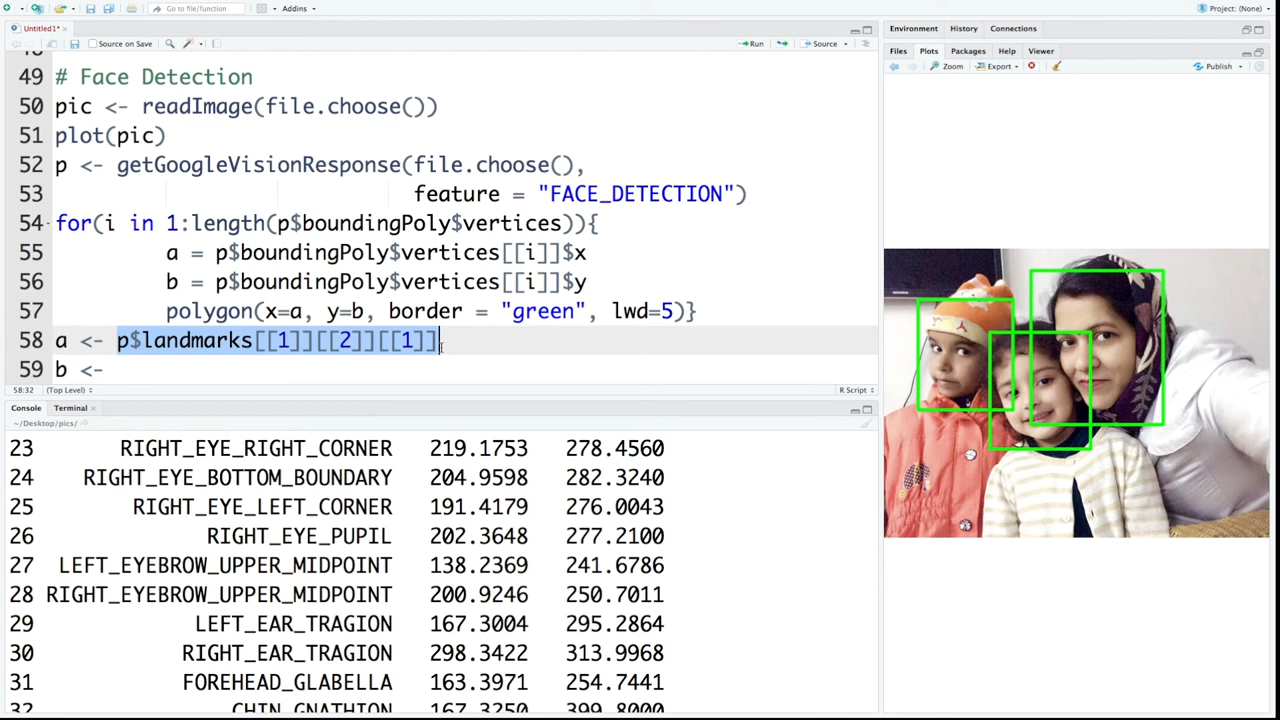 Go to file/function
Addins
Project: (None)
Untitled1*
Source on Save
Run
Source
49 # Face Detection
50 pic <- readImage(file.choose())
51 plot(pic)
52 p <- getGoogleVisionResponse(file.choose(),
53 feature = "FACE_DETECTION")
54 for(i in 1:length(p$boundingPoly$vertices)){
55 a = p$boundingPoly$vertices[[i]]$x
56 b = p$boundingPoly$vertices[[i]]$y
57 polygon(x=a, y=b, border = "green", lwd=5)}
58 a <- p$landmarks[[1]][[2]][[1]]
59 b <-
58:32 (Top Level) R Script
Console Terminal
~/Desktop/pics/
23 RIGHT_EYE_RIGHT_CORNER 219.1753 278.4560
24 RIGHT_EYE_BOTTOM_BOUNDARY 204.9598 282.3240
25 RIGHT_EYE_LEFT_CORNER 191.4179 276.0043
26 RIGHT_EYE_PUPIL 202.3648 277.2100
27 LEFT_EYEBROW_UPPER_MIDPOINT 138.2369 241.6786
28 RIGHT_EYEBROW_UPPER_MIDPOINT 200.9246 250.7011
29 LEFT_EAR_TRAGION 167.3004 295.2864
30 RIGHT_EAR_TRAGION 298.3422 313.9968
31 FOREHEAD_GLABELLA 163.3971 254.7441
32 CHIN_GNATHION 167.3250 399.8000
Environment History Connections
Files Plots Packages Help Viewer
Zoom Export Publish